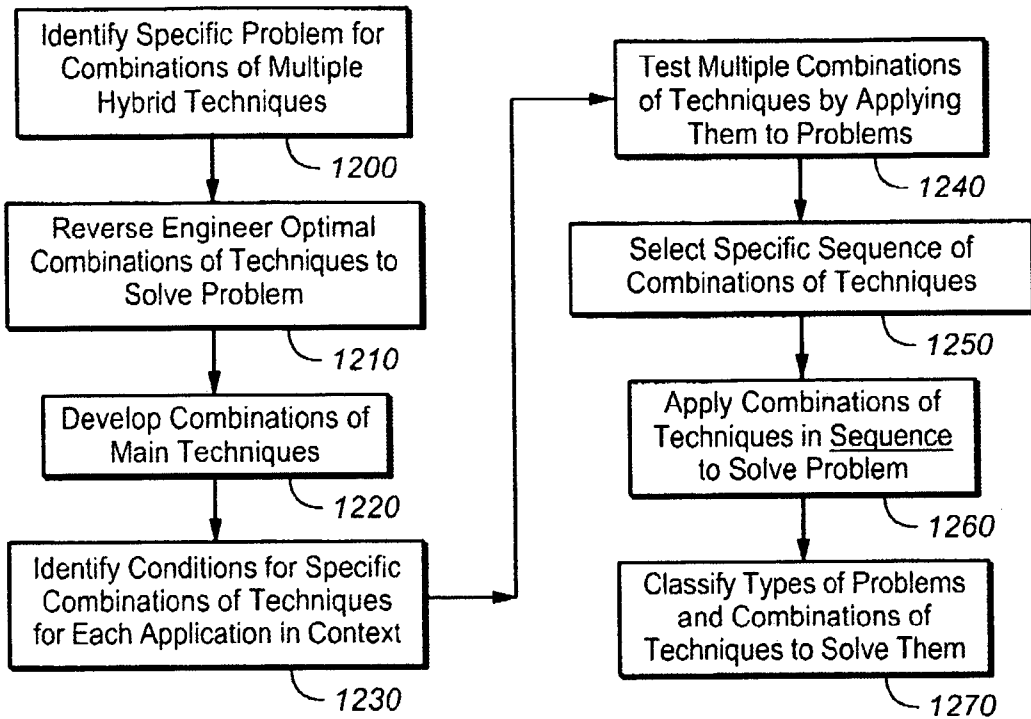 Identify Specific Problem for
Combinations of Multiple
Hybrid Techniques
1200
Reverse Engineer Optimal
Combinations of Techniques to
Solve Problem
1210
Develop Combinations of
Main Techniques
1220
Identify Conditions for Specific
Combinations of Techniques
for Each Application in Context
1230
Test Multiple Combinations
of Techniques by Applying
Them to Problems
1240
Select Specific Sequence of
Combinations of Techniques
1250
Apply Combinations of
Techniques in Sequence
to Solve Problem
1260
Classify Types of Problems
and Combinations of
Techniques to Solve Them
1270